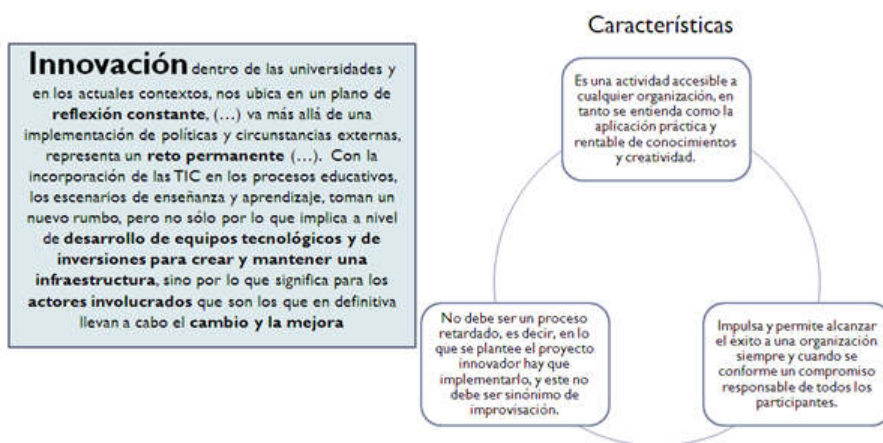 Innovación dentro de las universidades y
en los actuales contextos, nos ubica en un plano de
reflexión constante, (...) va más allá de una
implementación de políticas y circunstancias externas,
representa un reto permanente (...). Con la
incorporación de las TIC en los procesos educativos,
los escenarios de enseñanza y aprendizaje, toman un
nuevo rumbo, pero no sólo por lo que implica a nivel
de desarrollo de equipos tecnológicos y de
inversiones para crear y mantener una
infraestructura, sino por lo que significa para los
actores involucrados que son los que en definitiva
llevan a cabo el cambio y la mejora
Características
Es una actividad accesible a
cualquier organización, en
tanto se entienda como la
aplicación práctica y
rentable de conocimientos
y creatividad.
No debe ser un proceso
retardado, es decir, en lo
que se plantee el proyecto
innovador hay que
implementarlo, y este no
debe ser sinónimo de
improvisación.
Impulsa y permite alcanzar
el éxito a una organización
siempre y cuando se
conforme un compromiso
responsable de todos los
participantes.